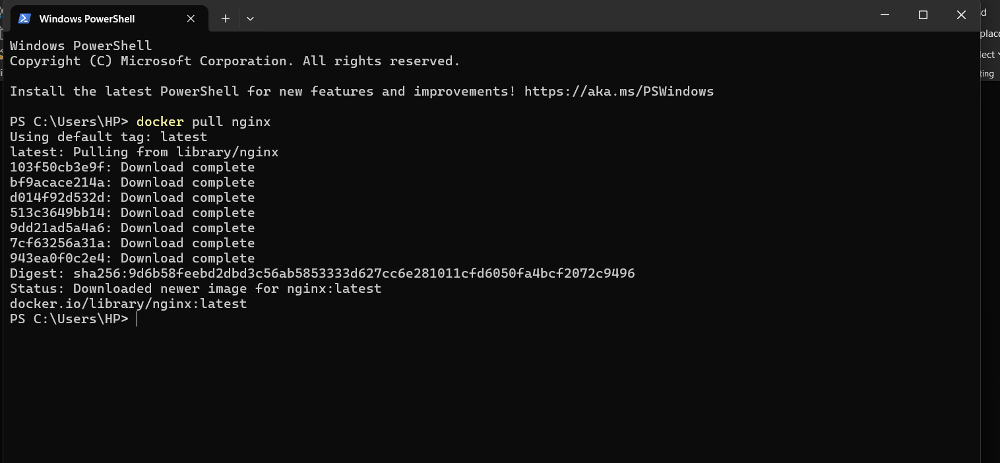 Windows PowerShell
Windows PowerShell
Copyright (C) Microsoft Corporation. All rights reserved.
Install the latest PowerShell for new features and improvements! https://aka.ms/PSWindows
PS C:\Users\HP> docker pull nginx
Using default tag: latest
latest: Pulling from library/nginx
103f50cb3e9f: Download complete
bf9acace214a: Download complete
d014f92d532d: Download complete
513c3649bb14: Download complete
9dd21ad5a4a6: Download complete
7cf63256a31a: Download complete
943ea0f0c2e4: Download complete
Digest: sha256:9d6b58feebd2dbd3c56ab5853333d627cc6e281011cfd6050fa4bcf2072c9496
Status: Downloaded newer image for nginx:latest
docker.io/library/nginx:latest
PS C:\Users\HP>